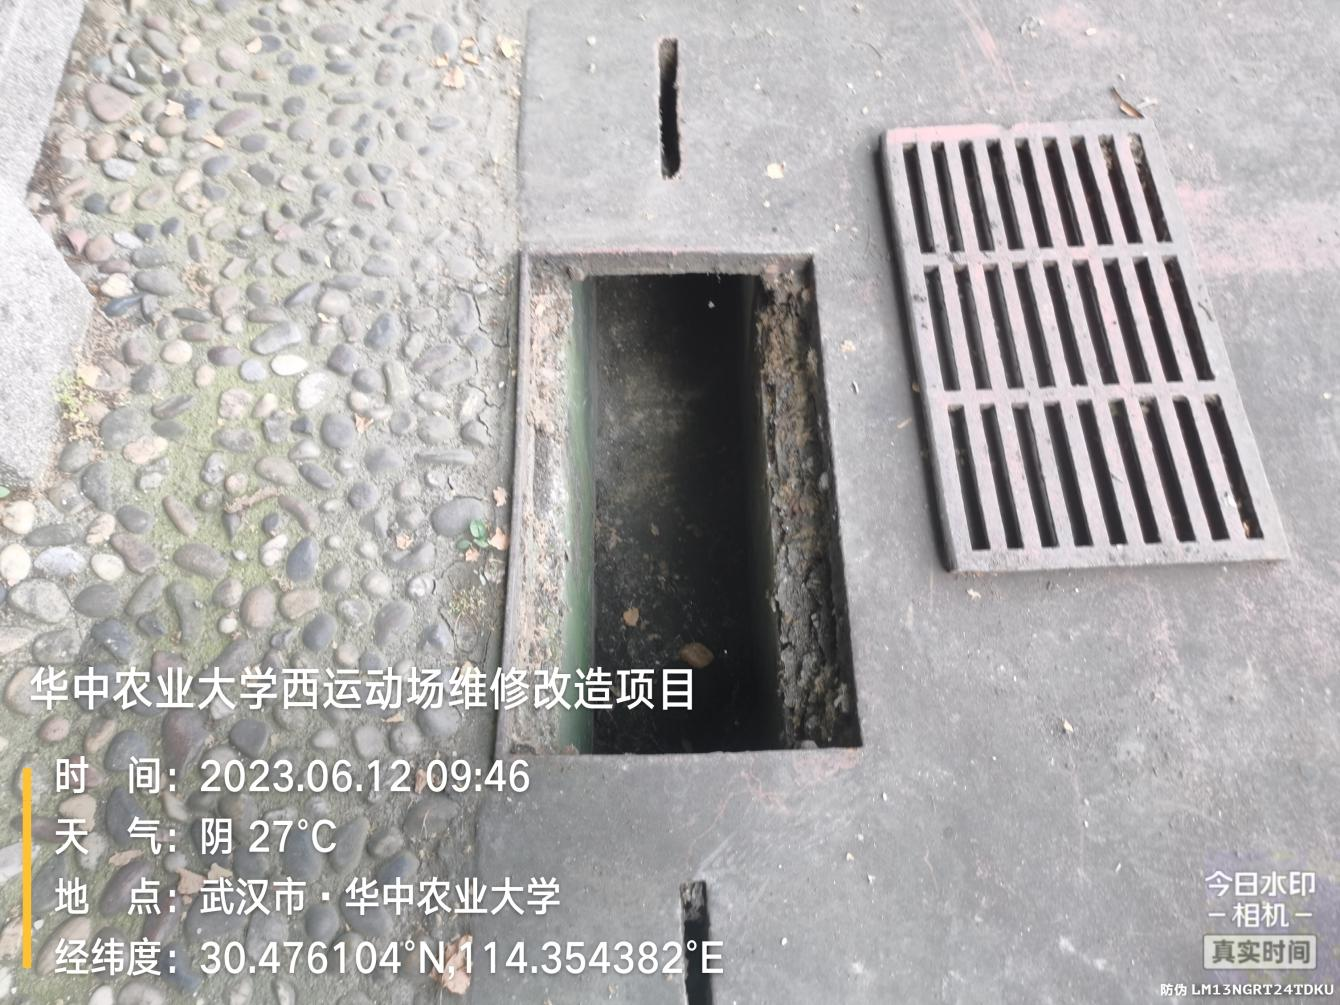 华中农业大学西运动场维修改造项目
时 间：2023.06.12 09:46
天 气：阴 27°C
地 点：武汉市·华中农业大学
经纬度：30.476104°N,114.354382°E
今日水印
相机
真实时间
防伪 LM13NGRT24TDKU